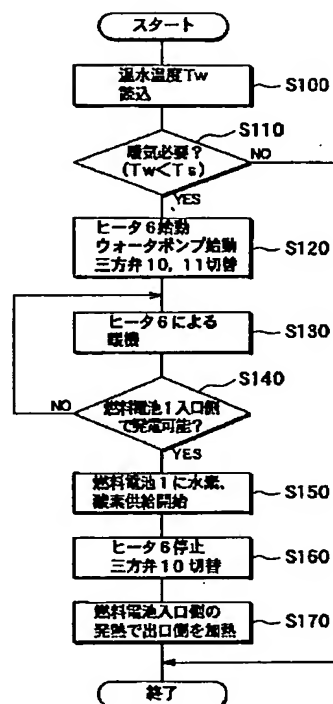 スタート
温水温度Tw
読込
S100
暖気必要?
(Tw<Ts)
S110
NO
YES
ヒータ6始動
ウォータポンプ始動
三方弁10, 11切替
S120
ヒータ6による
暖機
S130
S140
NO
燃料電池1入口側
で発電可能?
YES
燃料電池1に水素、
酸素供給開始
S150
ヒータ6停止
三方弁10切替
S160
燃料電池入口側の
発熱で出口側を加熱
S170
終了